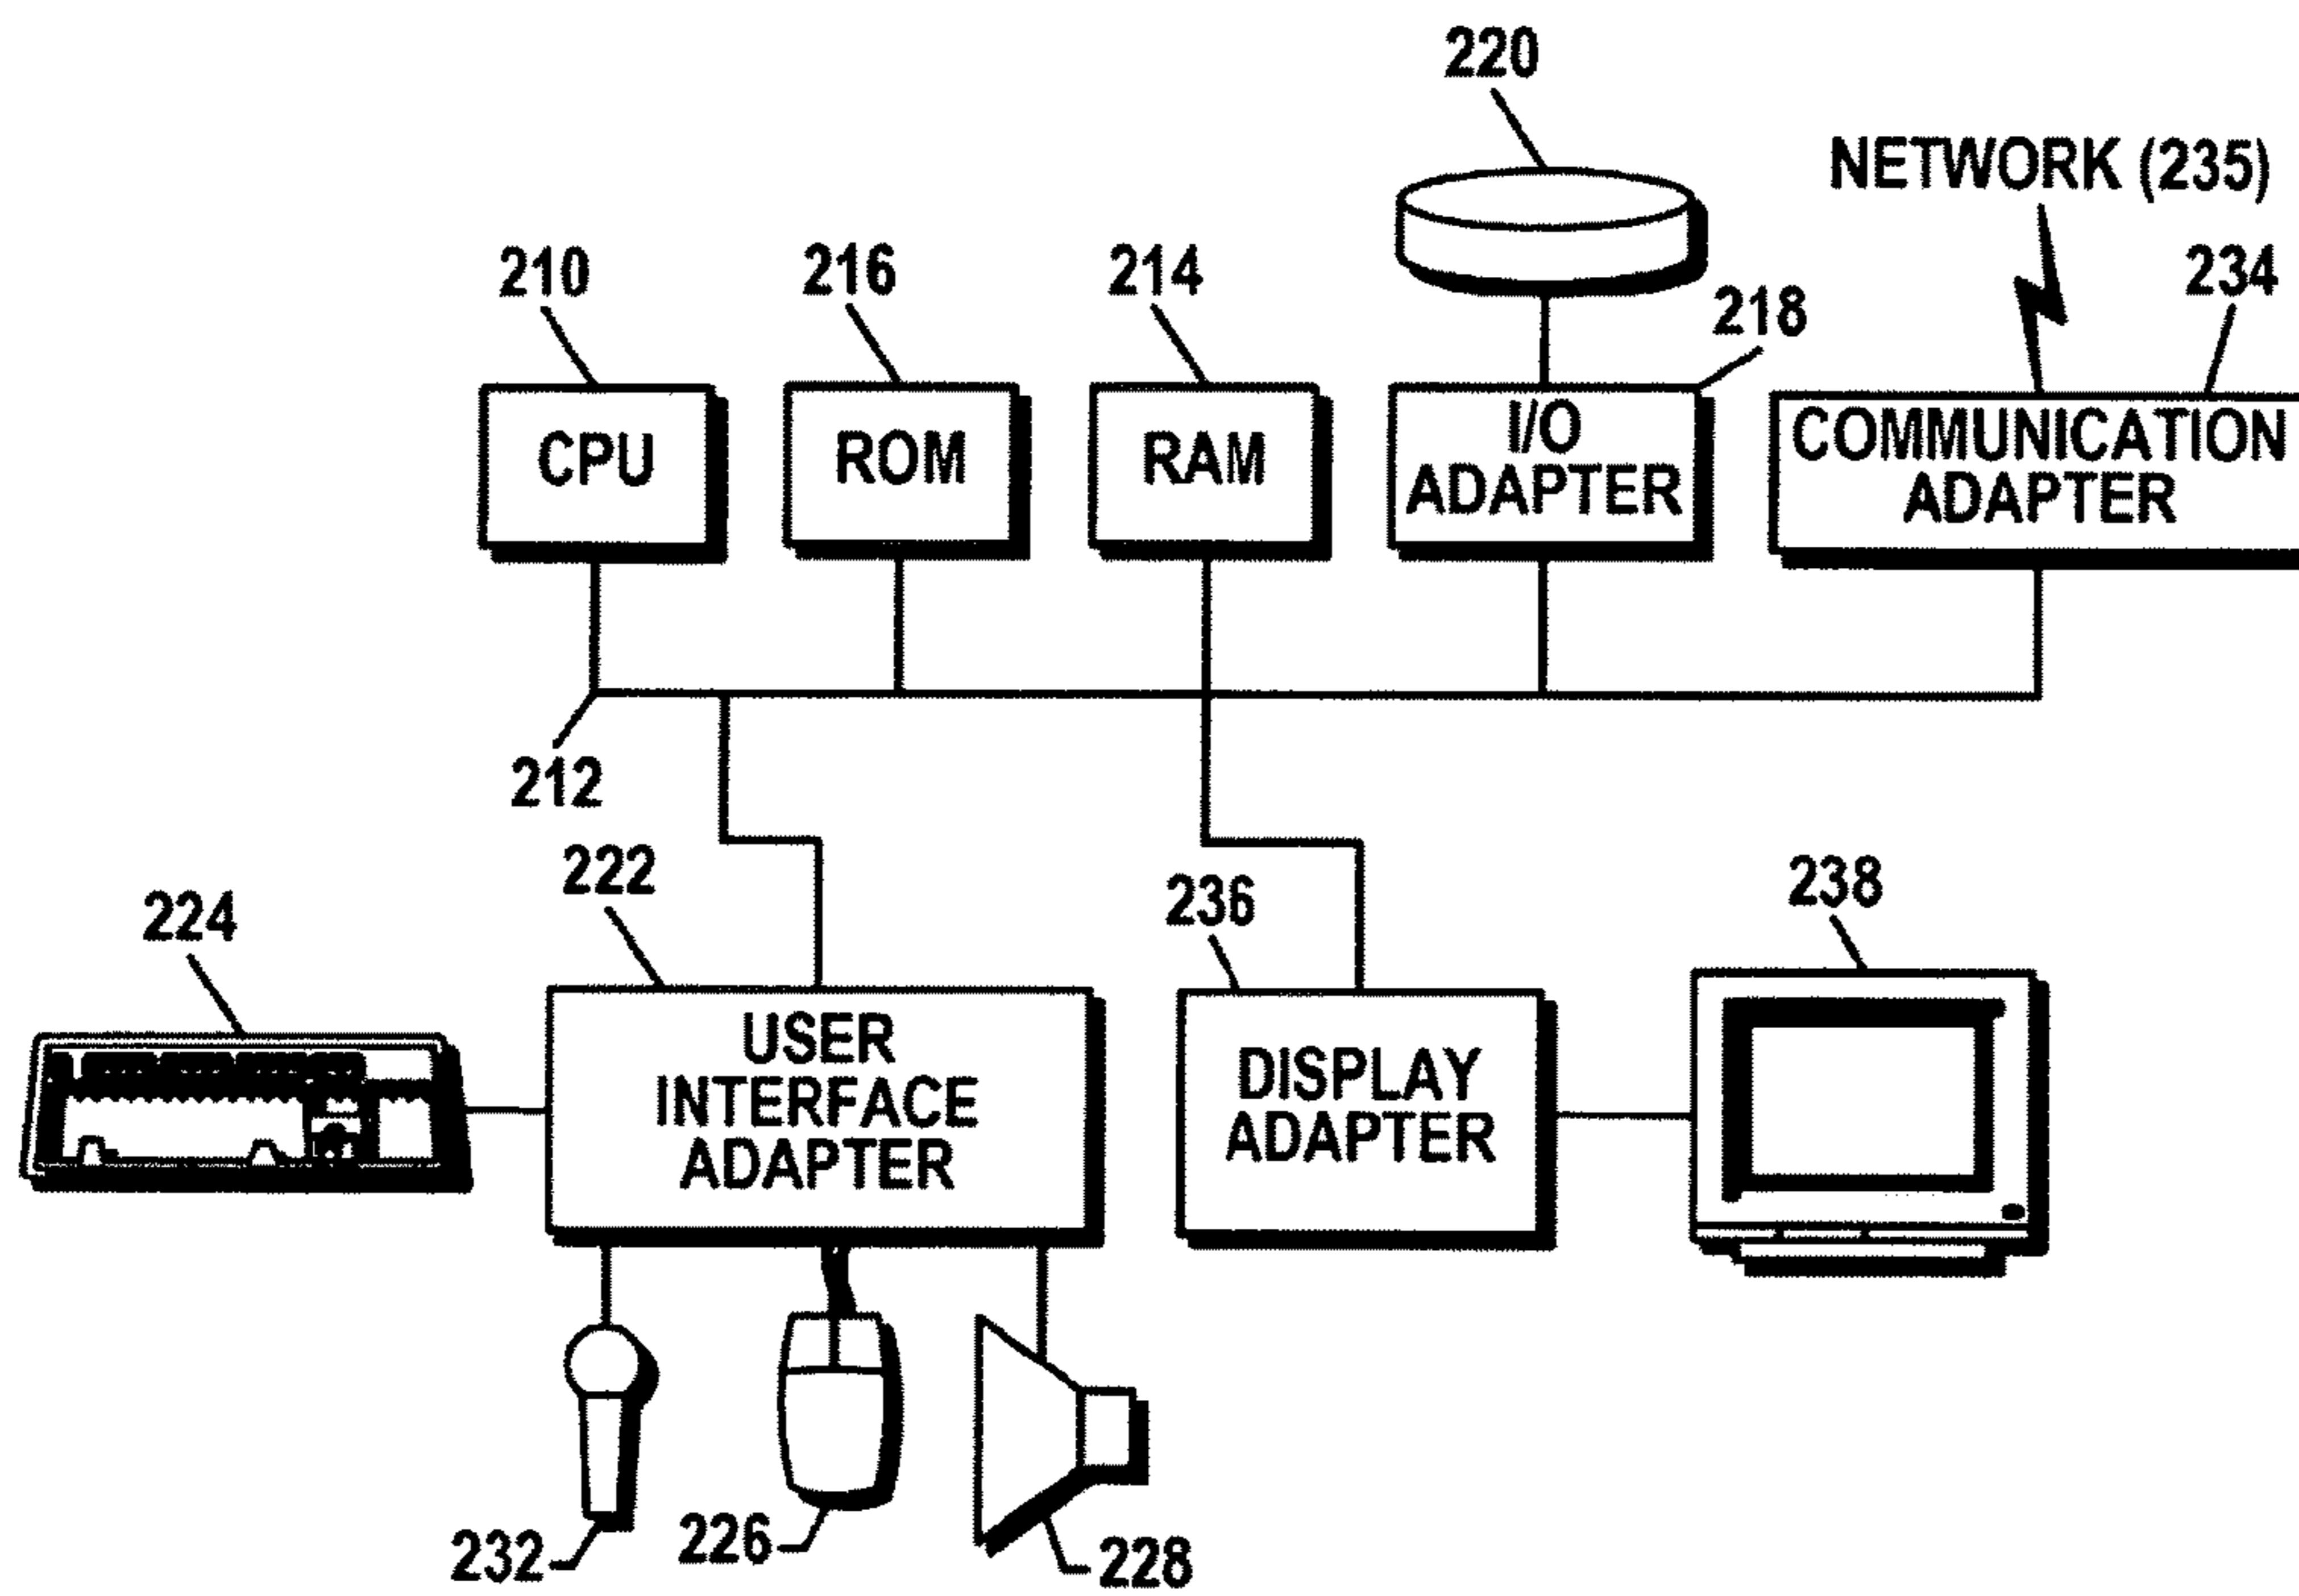 220
NETWORK (235)
210
216
214
218
234
CPU
ROM
RAM
I/O
ADAPTER
COMMUNICATION
ADAPTER
212
222
224
236
238
USER
INTERFACE
ADAPTER
DISPLAY
ADAPTER
232
226
228